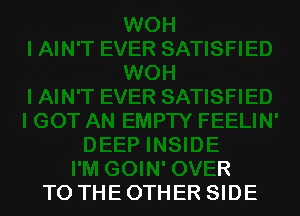 WOH
I AIN'T EVER SATISFIED
WOH
I AIN'T EVER SATISFIED
I GOT AN EMPTY FEELIN'
DEEP INSIDE
I'M GOIN' OVER
TO THE OTHER SIDE